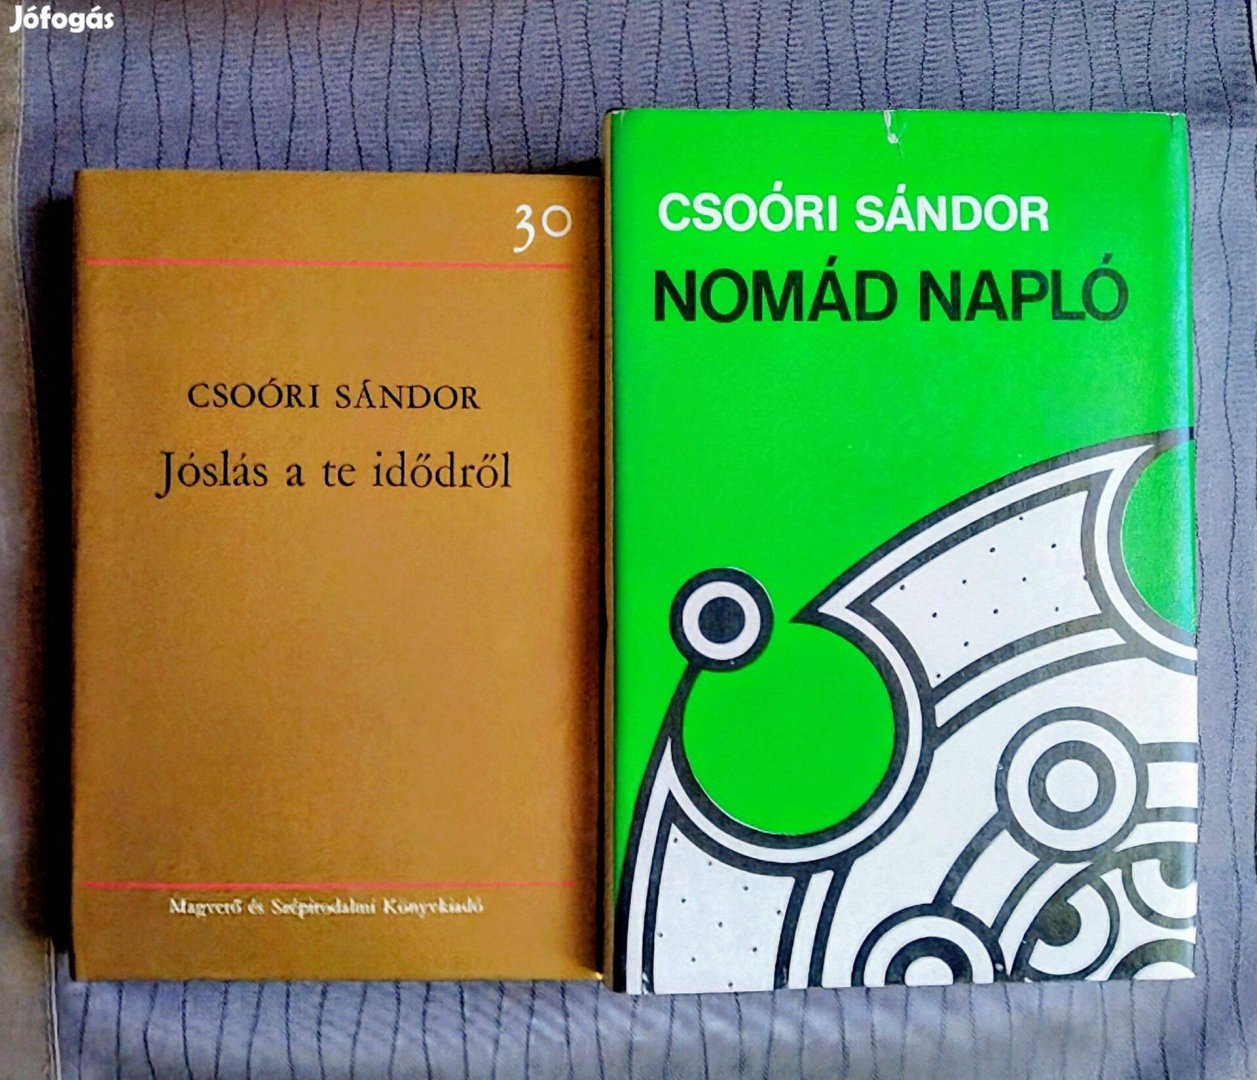 Jófogás
30
CSOÓRI SÁNDOR
Jóslás a te idődről
Magvető és Szépirodalmi Könyvkiadó
CSOÓRI SÁNDOR
NOMÁD NAPLÓ